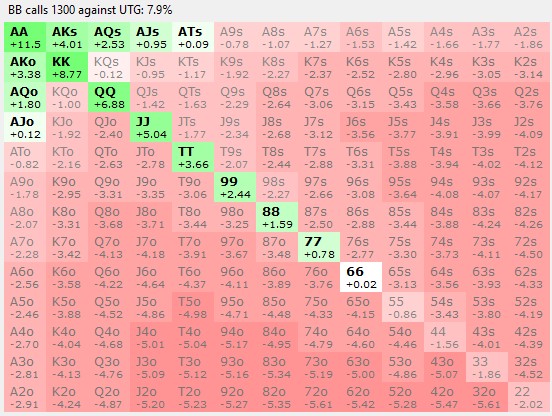 BB calls 1300 against UTG: 7.9%
AA AKs AQs AJs ATs A9s A8s A7s A6s A5s A4s A3s A2s
+11.5 +4.01 +2.53 +0.95 +0.09 -0.78 -1.07 -1.27 -1.53 -1.42 -1.66 -1.77 -1.86
AKo KK KQs KJs KTs K9s K8s K7s K6s K5s K4s K3s K2s
+3.38 +8.77 -0.12 -0.95 -1.17 -1.92 -2.27 -2.37 -2.52 -2.80 -2.96 -3.05 -3.14
AQo KQo QQ QJs QTs Q9s Q8s Q7s Q6s Q5s Q4s Q3s Q2s
+1.80 -1.00 +6.88 -1.42 -1.63 -2.29 -2.64 -3.06 -3.15 -3.43 -3.58 -3.66 -3.76
AJo KJo QJo JJ JTs J9s J8s J7s J6s J5s J4s J3s J2s
+0.12 -1.92 -2.40 +5.04 -1.77 -2.34 -2.68 -3.12 -3.56 -3.77 -3.91 -3.99 -4.09
ATo KTo QTo JTo TT T9s T8s T7s T6s T5s T4s T3s T2s
-0.82 -2.16 -2.63 -2.78 +3.66 -2.07 -2.44 -2.88 -3.31 -3.88 -3.94 -4.02 -4.12
A9o K9o Q9o J9o T9o 99 98s 97s 96s 95s 94s 93s 92s
-1.78 -2.95 -3.31 -3.35 -3.06 +2.44 -2.27 -2.66 -3.08 -3.64 -4.08 -4.07 -4.17
A8o K8o Q8o J8o T8o 98o 88 87s 86s 85s 84s 83s 82s
-2.07 -3.31 -3.68 -3.71 -3.44 -3.25 +1.59 -2.50 -2.88 -3.44 -3.88 -4.24 -4.26
A7o K7o Q7o J7o T7o 97o 87o 77 76s 75s 74s 73s 72s
-2.28 -3.42 -4.13 -4.18 -3.91 -3.67 -3.48 +0.78 -2.77 -3.30 -3.73 -4.11 -4.50
A6o K6o Q6o J6o T6o 96o 86o 76o 66 65s 64s 63s 62s
-2.56 -3.58 -4.22 -4.64 -4.37 -4.11 -3.89 -3.76 +0.02 -3.13 -3.56 -3.93 -4.33
A5o K5o Q5o J5o T5o 95o 85o 75o 65o 55 54s 53s 52s
-2.46 -3.88 -4.52 -4.86 -4.98 -4.71 -4.48 -4.33 -4.15 -0.86 -3.43 -3.80 -4.19
A4o K4o Q4o J4o T4o 94o 84o 74o 64o 54o 44 43s 42s
-2.70 -4.04 -4.68 -5.01 -5.04 -5.17 -4.95 -4.79 -4.60 -4.46 -1.56 -4.01 -4.39
A3o K3o Q3o J3o T3o 93o 83o 73o 63o 53o 43o 33 32s
-2.81 -4.13 -4.76 -5.09 -5.12 -5.16 -5.34 -5.19 -5.00 -4.86 -5.07 -1.86 -4.52
A2o K2o Q2o J2o T2o 92o 82o 72o 62o 52o 42o 32o 22
-2.91 -4.24 -4.87 -5.20 -5.23 -5.27 -5.35 -5.61 -5.42 -5.28 -5.47 -5.61 -2.02